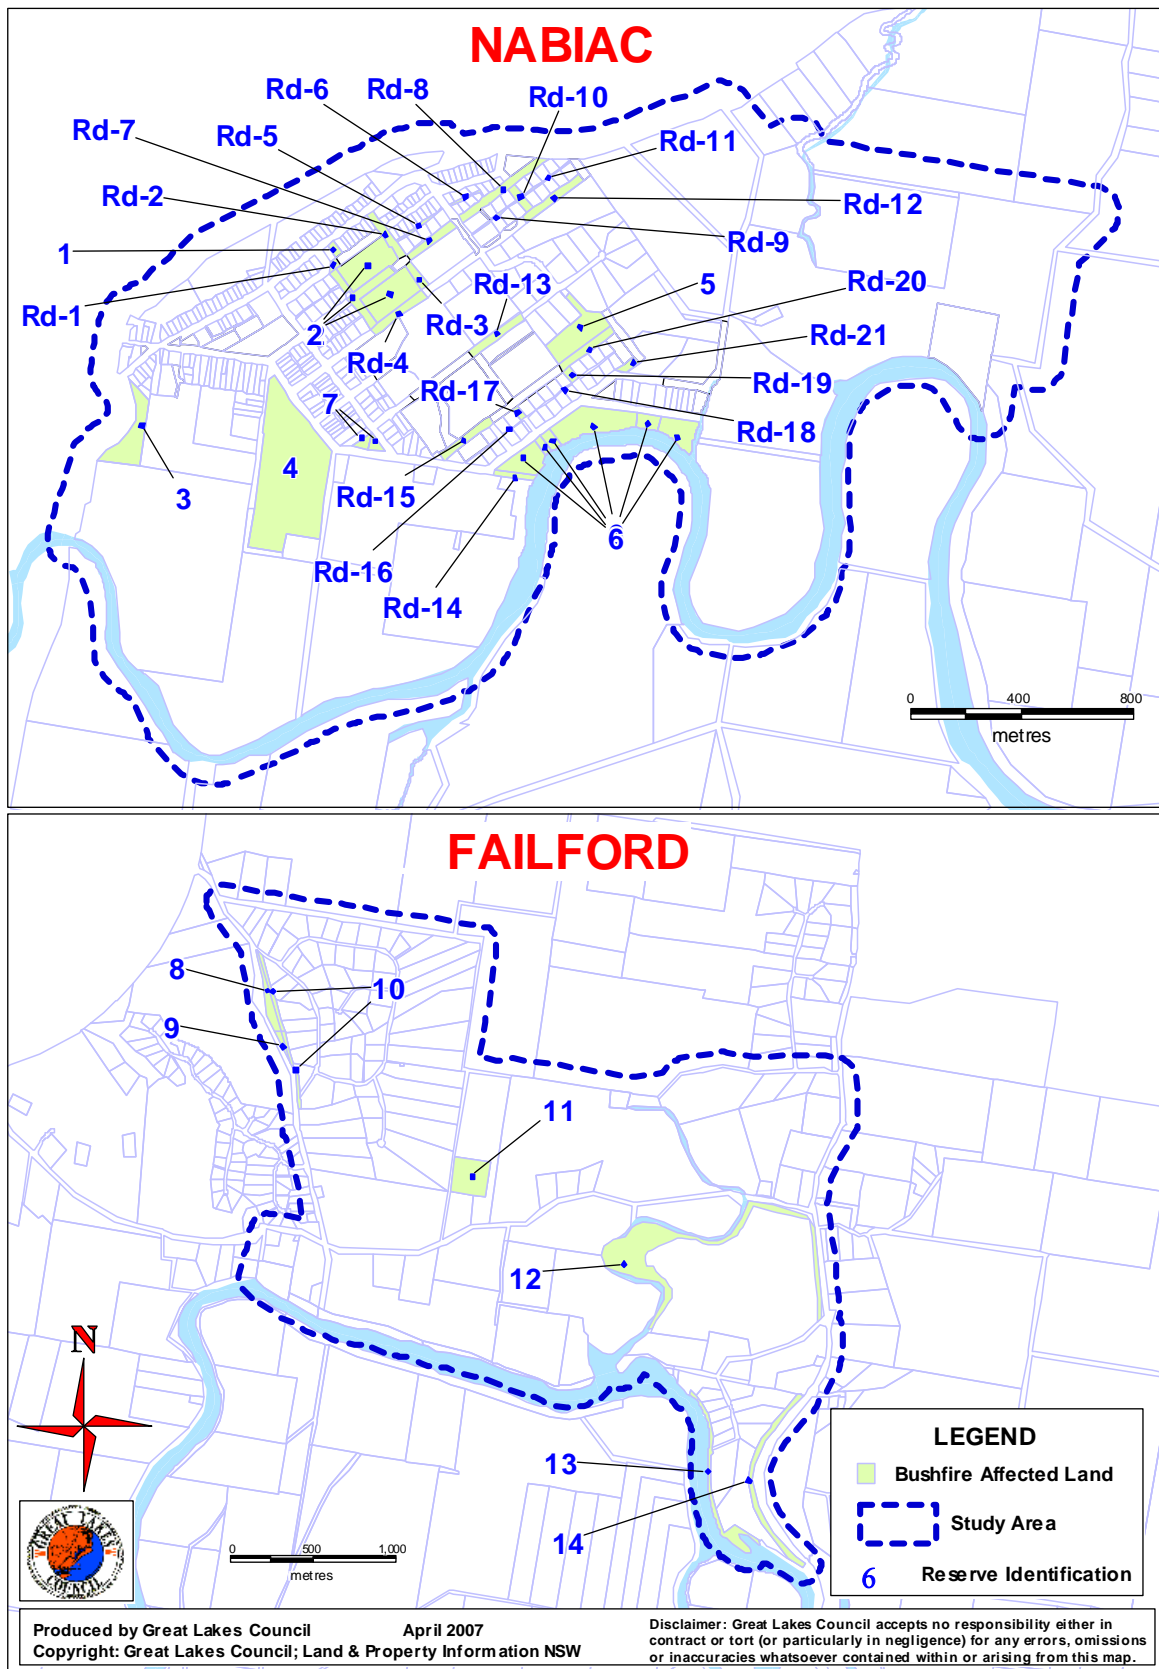 NABIAC
Rd-6
Rd-8
Rd-10
Rd-7
Rd-5
Rd-11
Rd-2
Rd-12
1
Rd-9
Rd-1
Rd-13
5
Rd-20
2
Rd-3
Rd-4
Rd-21
Rd-17
Rd-19
7
Rd-18
3
4
Rd-15
6
Rd-16
Rd-14
0 400 800
metres
FAILFORD
8
10
9
11
12
N
13
14
LEGEND
Bushfire Affected Land
Study Area
6 Reserve Identification
GREAT LAKES
COUNCIL
0 500 1,000
metres
Produced by Great Lakes Council April 2007
Copyright: Great Lakes Council; Land & Property Information NSW
Disclaimer: Great Lakes Council accepts no responsibility either in
contract or tort (or particularly in negligence) for any errors, omissions
or inaccuracies whatsoever contained within or arising from this map.